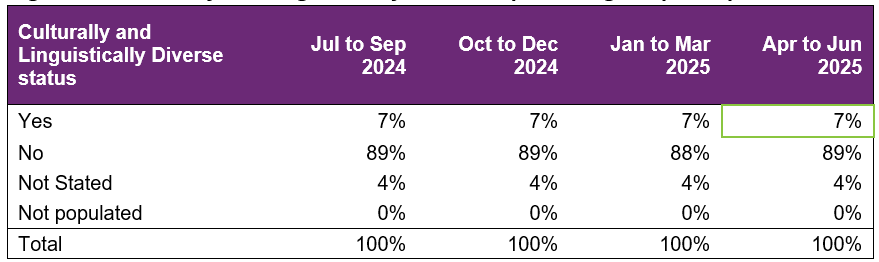 Culturally and Linguistically Diverse status Jul to Sep 2024 Oct to Dec 2024 Jan to Mar 2025 Apr to Jun 2025
Yes 7% 7% 7% 7%
No 89% 89% 88% 89%
Not Stated 4% 4% 4% 4%
Not populated 0% 0% 0% 0%
Total 100% 100% 100% 100%